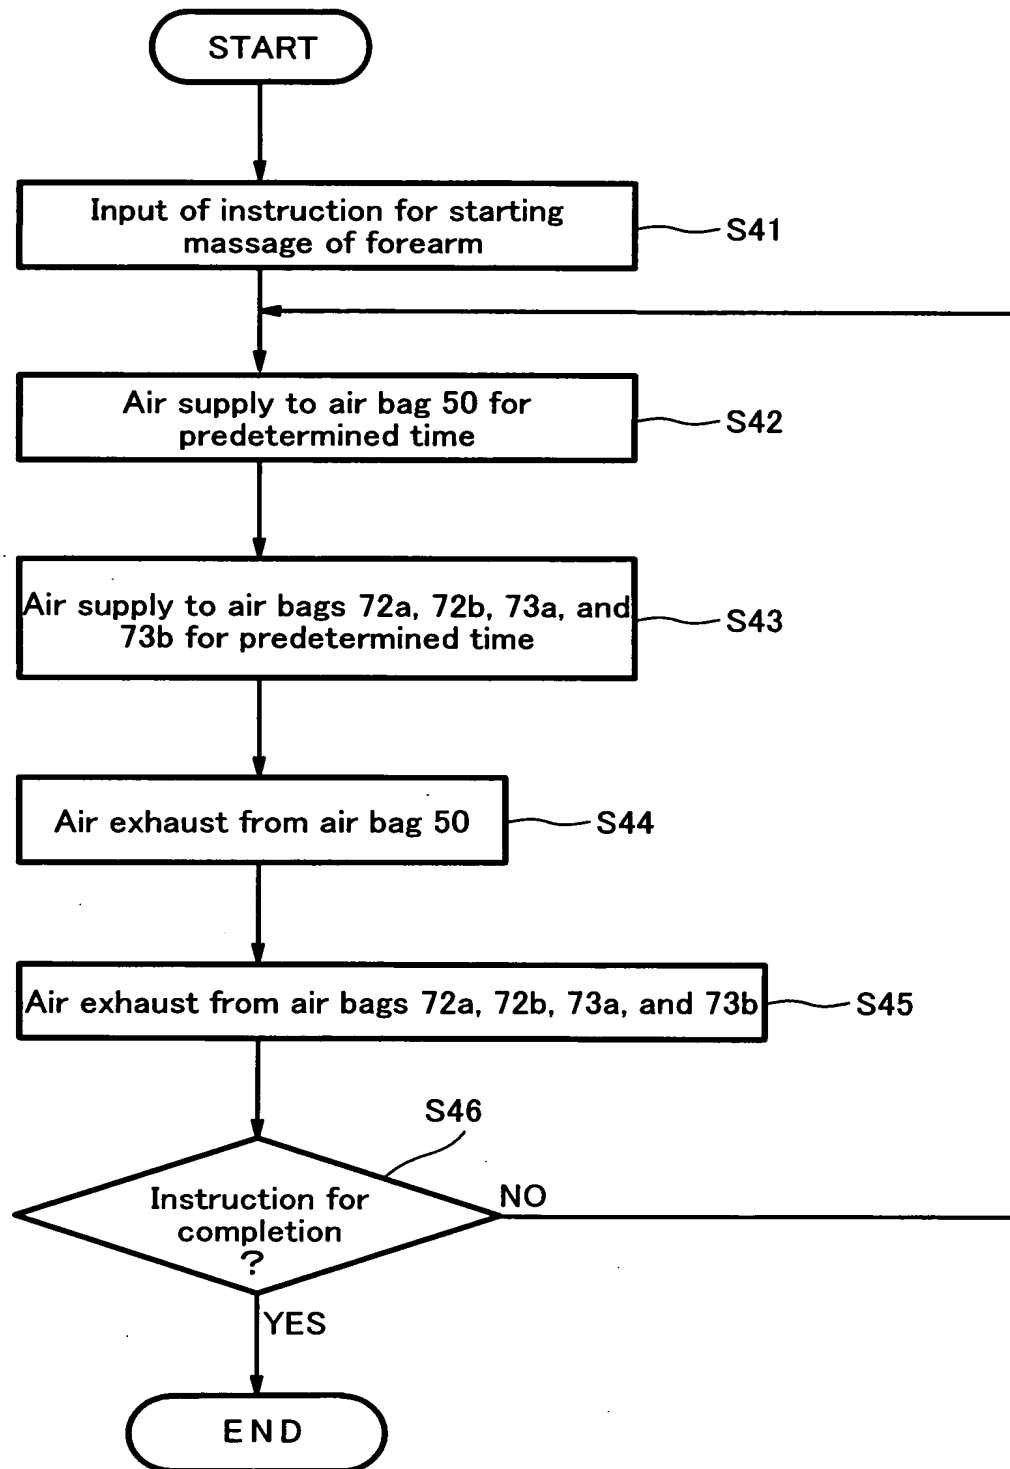 START
Input of instruction for starting
massage of forearm
S41
Air supply to air bag 50 for
predetermined time
S42
Air supply to air bags 72a, 72b, 73a, and
73b for predetermined time
S43
Air exhaust from air bag 50
S44
Air exhaust from air bags 72a, 72b, 73a, and 73b
S45
S46
Instruction for
completion
?
NO
YES
END